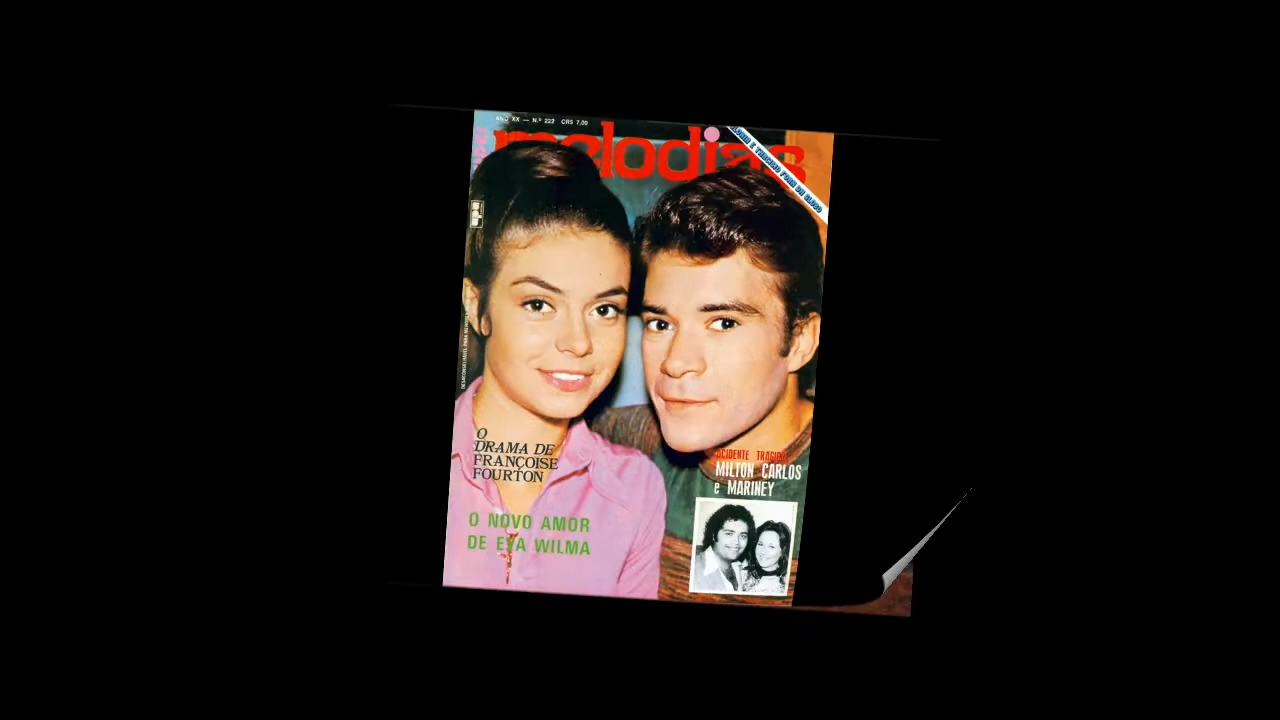 ANO XX — N.º 222 CR$ 7,00
melodias
O
DRAMA DE
FRANÇOISE
FOURTON
O NOVO AMOR
DE EVA WILMA
ACIDENTE TRÁGICO
MILTON CARLOS
e MARINEY